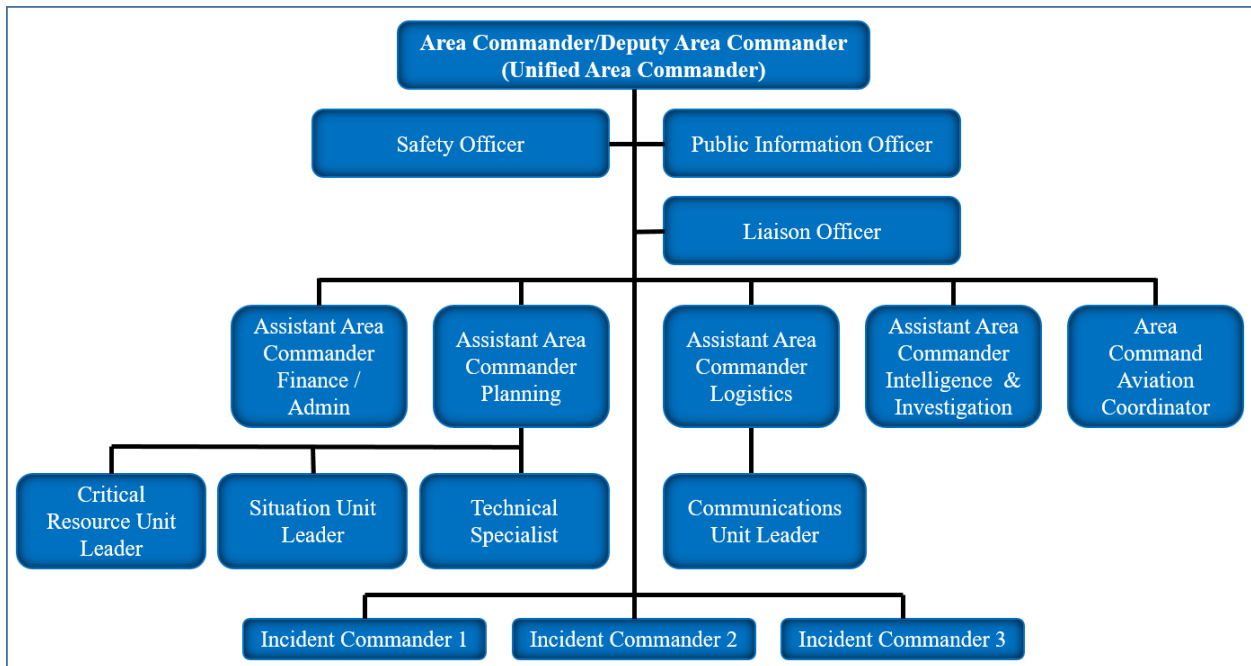 Area Commander/Deputy Area Commander
(Unified Area Commander)
Safety Officer
Public Information Officer
Liaison Officer
Assistant Area
Commander
Finance /
Admin
Assistant Area
Commander
Planning
Assistant Area
Commander
Logistics
Assistant Area
Commander
Intelligence &
Investigation
Area
Command
Aviation
Coordinator
Critical
Resource Unit
Leader
Situation Unit
Leader
Technical
Specialist
Communications
Unit Leader
Incident Commander 1
Incident Commander 2
Incident Commander 3